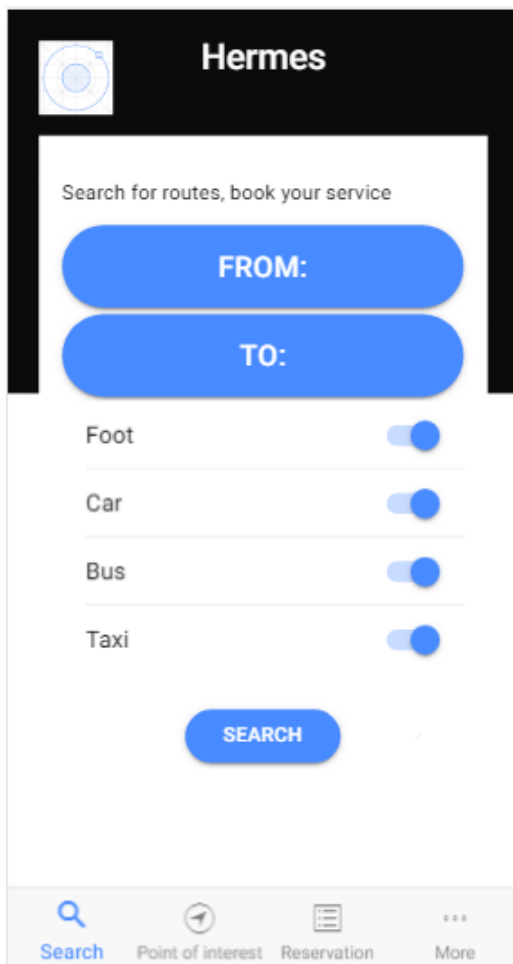 Hermes
Search for routes, book your service
FROM:
TO:
Foot
Car
Bus
Taxi
SEARCH
Search Point of interest Reservation More